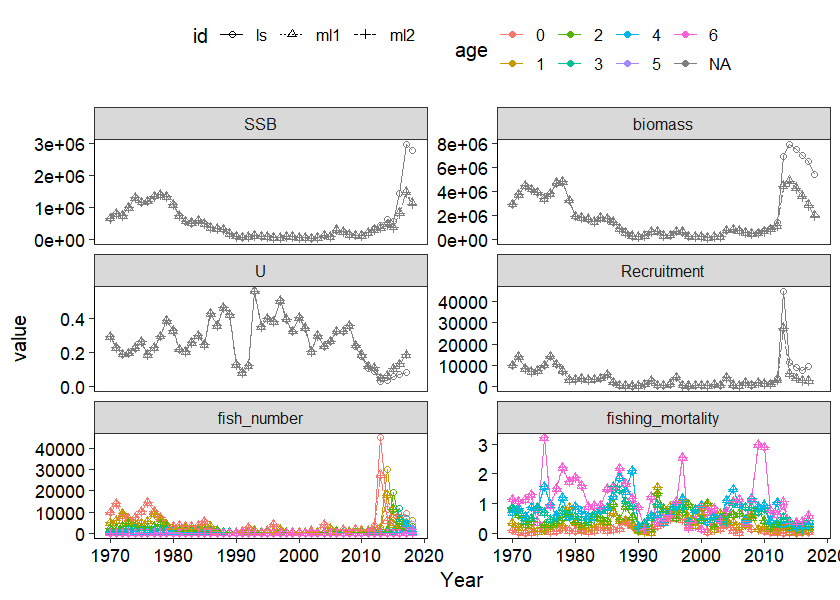 id ls ml1 ml2
age 0 2 4 6
1 3 5 NA
SSB biomass
3e+06
2e+06
1e+06
0e+00
8e+06
6e+06
4e+06
2e+06
0e+00
U Recruitment
0.4
0.2
0.0
40000
30000
20000
10000
0
value
fish_number fishing_mortality
40000
30000
20000
10000
0
3
2
1
0
1970 1980 1990 2000 2010 2020 1970 1980 1990 2000 2010 202
Year